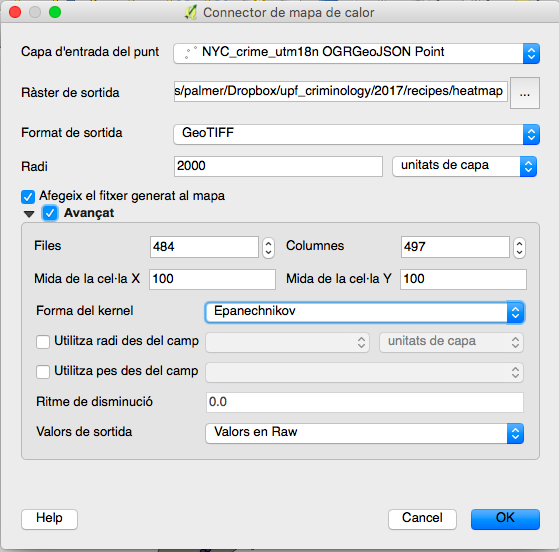 Connector de mapa de calor
Capa d'entrada del punt NYC_crime_utm18n OGRGeoJSON Point
Ràster de sortida s/palmer/Dropbox/upf_criminology/2017/recipes/heatmap ...
Format de sortida GeoTIFF
Radi 2000 unitats de capa
Afegeix el fitxer generat al mapa
Avançat
Files 484 Columnes 497
Mida de la cel·la X 100 Mida de la cel·la Y 100
Forma del kernel Epanechnikov
Utilitza radi des del camp unitats de capa
Utilitza pes des del camp
Ritme de disminució 0.0
Valors de sortida Valors en Raw
Help Cancel OK